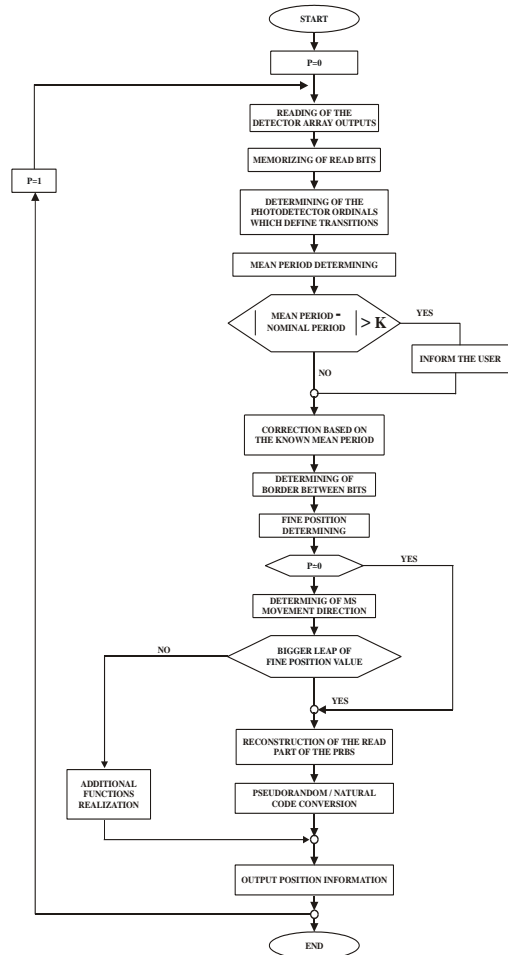 START
P=0
READING OF THE
DETECTOR ARRAY OUTPUTS
MEMORIZING OF READ BITS
P=1
DETERMINING OF THE
PHOTODETECTOR ORDINALS
WHICH DEFINE TRANSITIONS
MEAN PERIOD DETERMINING
| MEAN PERIOD -
NOMINAL PERIOD | > K
YES
INFORM THE USER
NO
CORRECTION BASED ON
THE KNOWN MEAN PERIOD
DETERMINING OF
BORDER BETWEEN BITS
FINE POSITION
DETERMINING
P=0
YES
DETERMINIG OF MS
MOVEMENT DIRECTION
NO
BIGGER LEAP OF
FINE POSITION VALUE
YES
RECONSTRUCTION OF THE READ
PART OF THE PRBS
ADDITIONAL
FUNCTIONS
REALIZATION
PSEUDORANDOM / NATURAL
CODE CONVERSION
OUTPUT POSITION INFORMATION
END